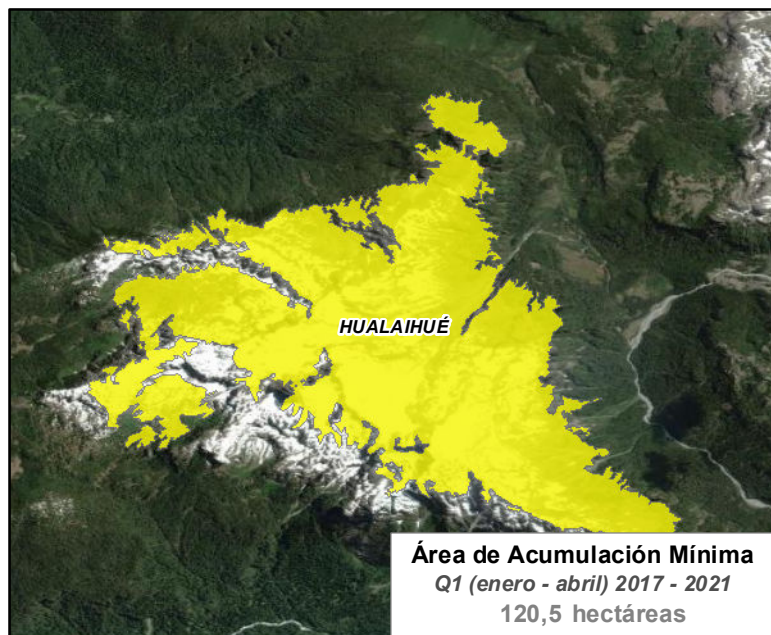 HUALAIHUÉ
Área de Acumulación Mínima
Q1 (enero - abril) 2017 - 2021
120,5 hectáreas